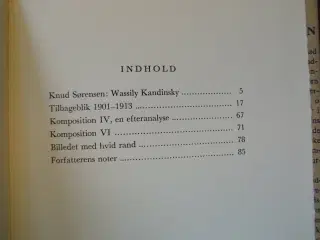 INDHOLD
Knud Sørensen: Wassily Kandinsky 5
Tilbageblik 1901–1913 17
Komposition IV, en efteranalyse 67
Komposition VI 71
Billedet med hvid rand 78
Forfatterens noter 85